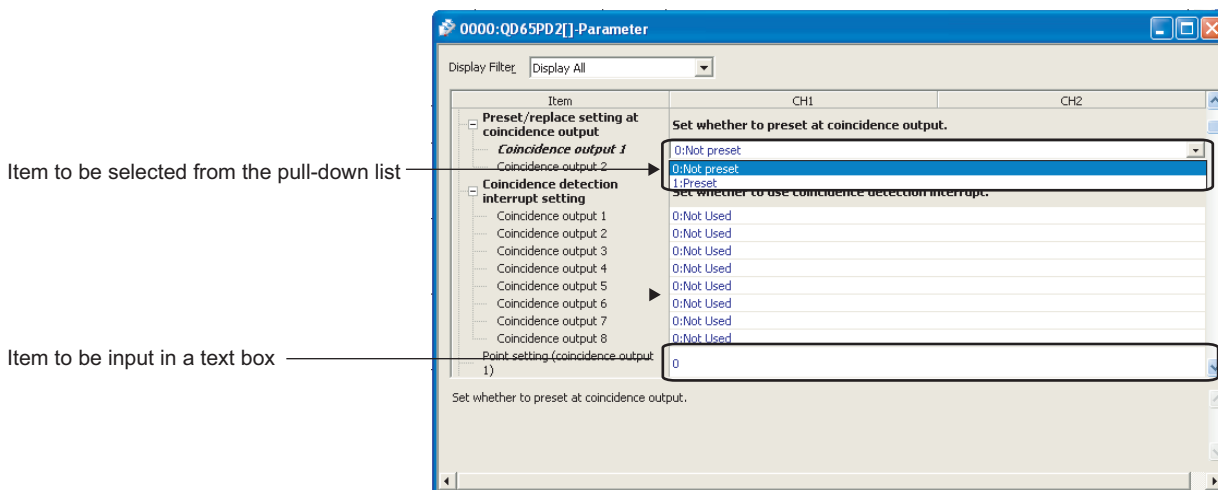 0000:QD65PD2[]-Parameter
Display Filter Display All
Item CH1 CH2
Preset/replace setting at coincidence output Set whether to preset at coincidence output.
Coincidence output 1 0:Not preset
Item to be selected from the pull-down list
Coincidence output 2 0:Not preset
1:Preset
Coincidence detection interrupt setting Set whether to use coincidence detection interrupt.
Coincidence output 1 0:Not Used
Coincidence output 2 0:Not Used
Coincidence output 3 0:Not Used
Coincidence output 4 0:Not Used
Coincidence output 5 0:Not Used
Coincidence output 6 0:Not Used
Coincidence output 7 0:Not Used
Coincidence output 8 0:Not Used
Item to be input in a text box
Point setting (coincidence output 1) 0
Set whether to preset at coincidence output.